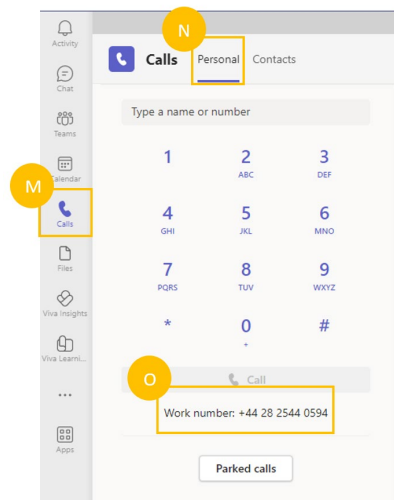 Activity
Chat
Teams
Calendar
M
Calls
Files
Viva Insights
Viva Learni...
...
Apps
N
Calls Personal Contacts
Type a name or number
1 2 3
ABC DEF
4 5 6
GHI JKL MNO
7 8 9
PQRS TUV WXYZ
* 0 #
+
O
Call
Work number: +44 28 2544 0594
Parked calls